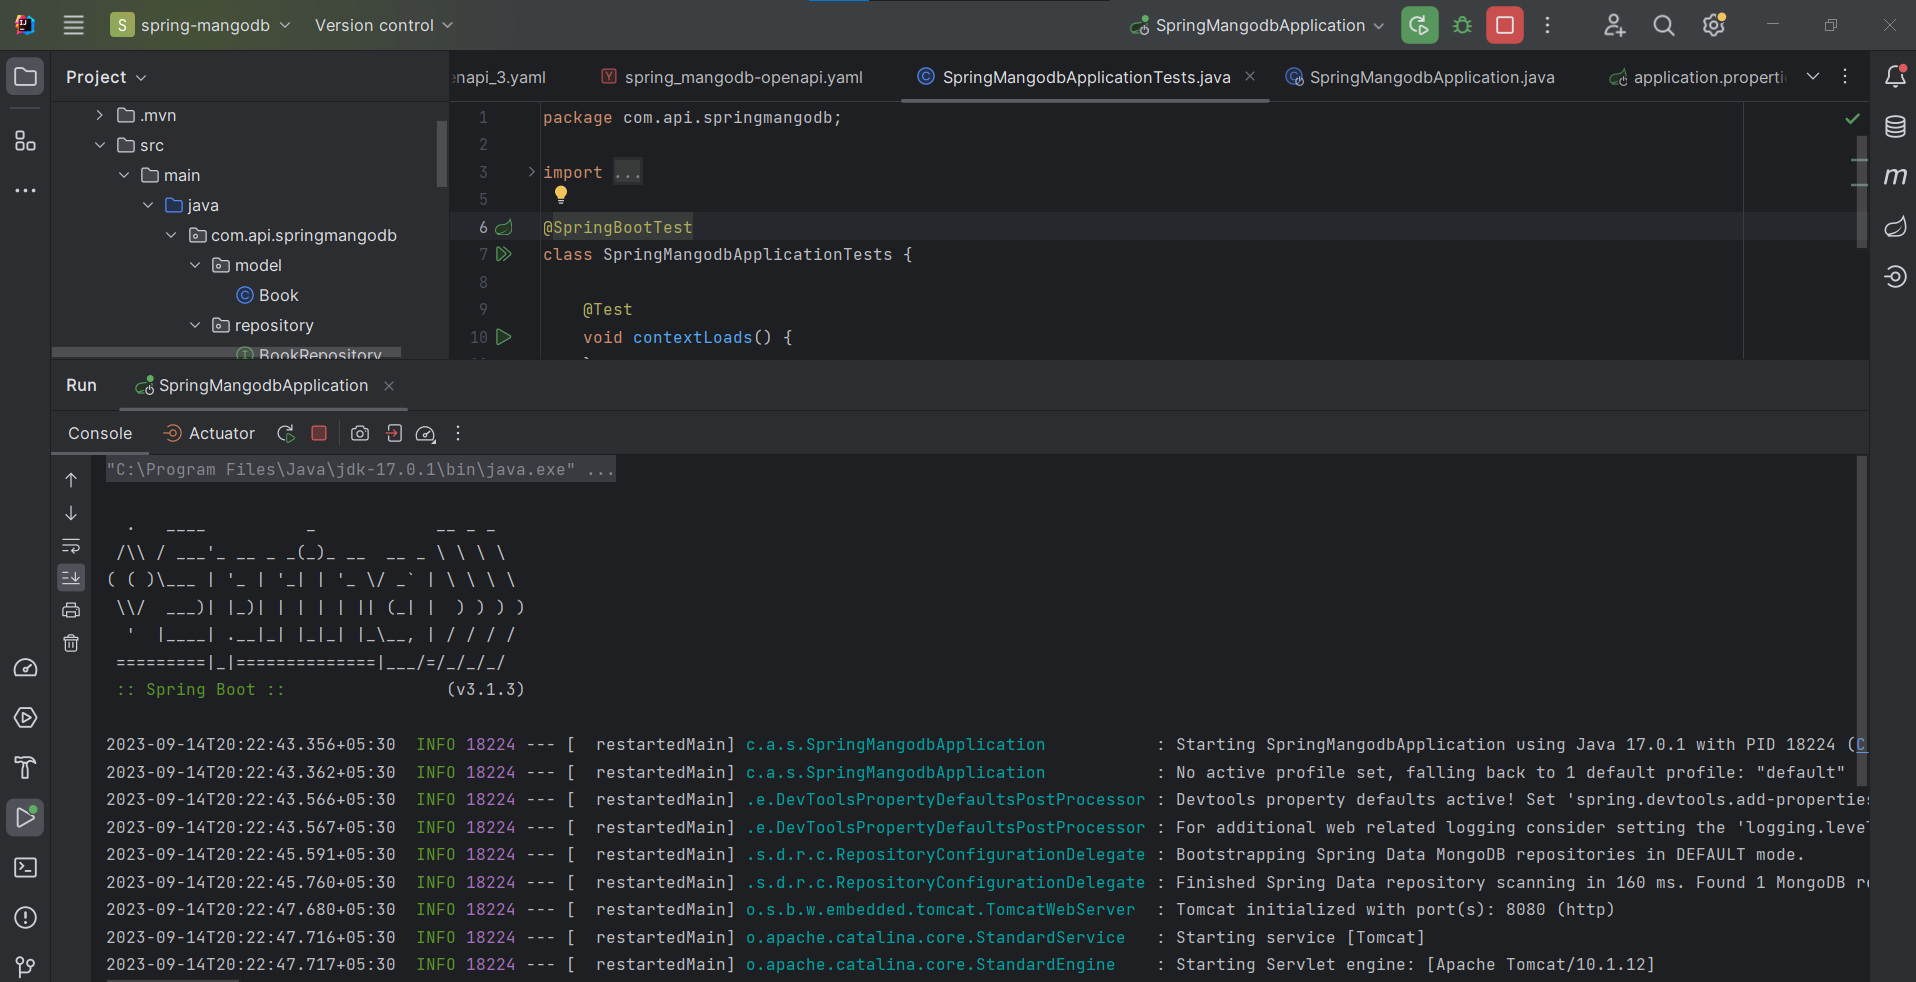 S spring-mangodb Version control SpringMangodbApplication
Project
enapi_3.yaml spring_mangodb-openapi.yaml SpringMangodbApplicationTests.java SpringMangodbApplication.java application.properti
.mvn
src
main
java
com.api.springmangodb
model
Book
repository
BookRepository
1 package com.api.springmangodb;
2
3 import ...
5
6 @SpringBootTest
7 class SpringMangodbApplicationTests {
8
9 @Test
10 void contextLoads() {
Run SpringMangodbApplication
Console Actuator
"C:\Program Files\Java\jdk-17.0.1\bin\java.exe" ...
  .   ____          _            __ _ _
 /\\ / ___'_ __ _ _(_)_ __  __ _ \ \ \ \
( ( )\___ | '_ | '_| | '_ \/ _` | \ \ \ \
 \\/  ___)| |_)| | | | | || (_| |  ) ) ) )
  '  |____| .__|_| |_|_| |_\__, | / / / /
 =========|_|==============|___/=/_/_/_/
 :: Spring Boot ::                (v3.1.3)
2023-09-14T20:22:43.356+05:30  INFO 18224 --- [  restartedMain] c.a.s.SpringMangodbApplication           : Starting SpringMangodbApplication using Java 17.0.1 with PID 18224 (C
2023-09-14T20:22:43.362+05:30  INFO 18224 --- [  restartedMain] c.a.s.SpringMangodbApplication           : No active profile set, falling back to 1 default profile: "default"
2023-09-14T20:22:43.566+05:30  INFO 18224 --- [  restartedMain] .e.DevToolsPropertyDefaultsPostProcessor : Devtools property defaults active! Set 'spring.devtools.add-properties
2023-09-14T20:22:43.567+05:30  INFO 18224 --- [  restartedMain] .e.DevToolsPropertyDefaultsPostProcessor : For additional web related logging consider setting the 'logging.leve
2023-09-14T20:22:45.591+05:30  INFO 18224 --- [  restartedMain] .s.d.r.c.RepositoryConfigurationDelegate : Bootstrapping Spring Data MongoDB repositories in DEFAULT mode.
2023-09-14T20:22:45.760+05:30  INFO 18224 --- [  restartedMain] .s.d.r.c.RepositoryConfigurationDelegate : Finished Spring Data repository scanning in 160 ms. Found 1 MongoDB re
2023-09-14T20:22:47.680+05:30  INFO 18224 --- [  restartedMain] o.s.b.w.embedded.tomcat.TomcatWebServer  : Tomcat initialized with port(s): 8080 (http)
2023-09-14T20:22:47.716+05:30  INFO 18224 --- [  restartedMain] o.apache.catalina.core.StandardService   : Starting service [Tomcat]
2023-09-14T20:22:47.717+05:30  INFO 18224 --- [  restartedMain] o.apache.catalina.core.StandardEngine    : Starting Servlet engine: [Apache Tomcat/10.1.12]